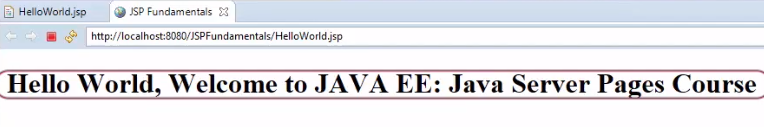 HelloWorld.jsp JSP Fundamentals
http://localhost:8080/JSPFundamentals/HelloWorld.jsp
Hello World, Welcome to JAVA EE: Java Server Pages Course